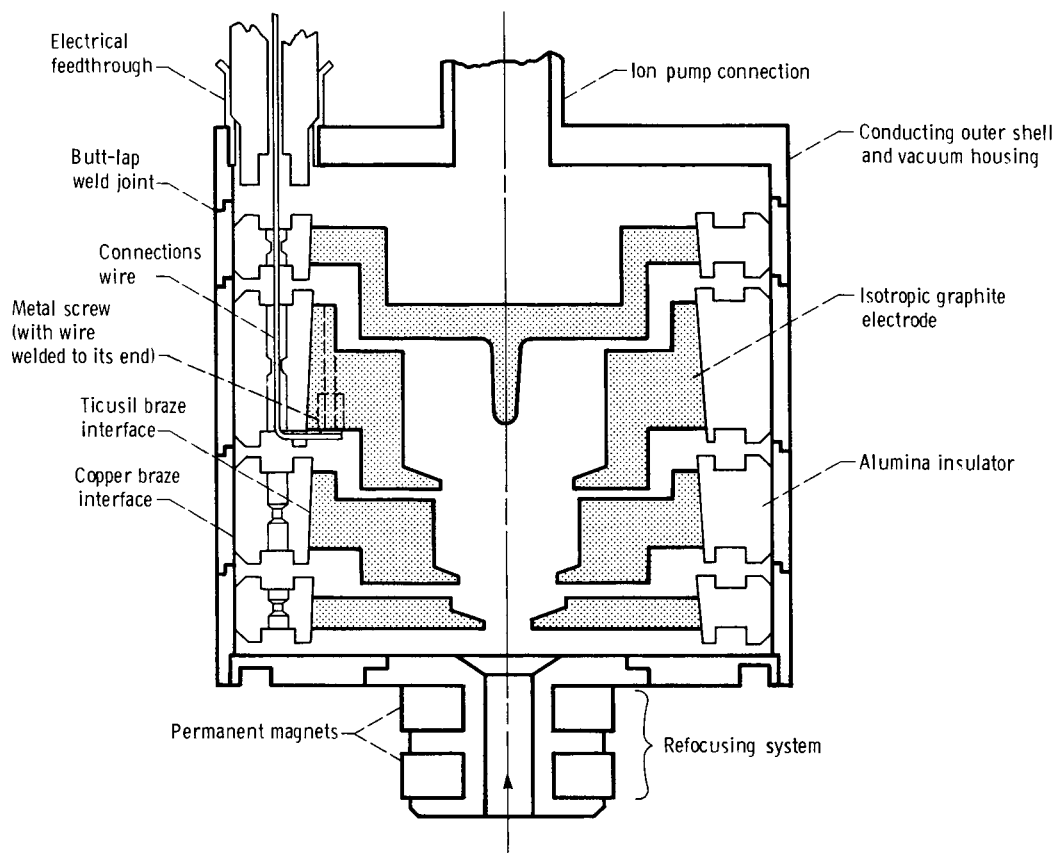 Electrical
feedthrough
Ion pump connection
Conducting outer shell
and vacuum housing
Butt-lap
weld joint
Connections
wire
Metal screw
(with wire
welded to its end)
Isotropic graphite
electrode
Ticusil braze
interface
Copper braze
interface
Alumina insulator
Permanent magnets
Refocusing system